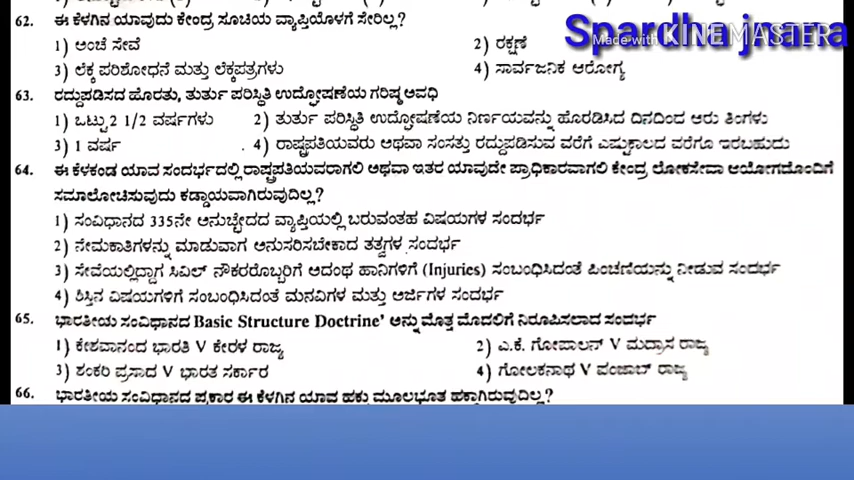 62. ಈ ಕೆಳಗಿನ ಯಾವುದು ಕೇಂದ್ರ ಸೂಚಿಯ ವ್ಯಾಪ್ತಿಯೊಳಗೆ ಸೇರಿಲ್ಲ?
Spardha jnana
Made with KINEMASTER
1) ಅಂಚೆ ಸೇವೆ 2) ರಕ್ಷಣೆ
3) ಲೆಕ್ಕ ಪರಿಶೋಧನೆ ಮತ್ತು ಲೆಕ್ಕಪತ್ರಗಳು 4) ಸಾರ್ವಜನಿಕ ಆರೋಗ್ಯ
63. ರದ್ದುಪಡಿಸದ ಹೊರತು, ತುರ್ತು ಪರಿಸ್ಥಿತಿ ಉದ್ಘೋಷಣೆಯ ಗರಿಷ್ಠ ಅವಧಿ
1) ಒಟ್ಟು 2 1/2 ವರ್ಷಗಳು 2) ತುರ್ತು ಪರಿಸ್ಥಿತಿ ಉದ್ಘೋಷಣೆಯ ನಿರ್ಣಯವನ್ನು ಹೊರಡಿಸಿದ ದಿನದಿಂದ ಆರು ತಿಂಗಳು
3) 1 ವರ್ಷ 4) ರಾಷ್ಟ್ರಪತಿಯವರು ಅಥವಾ ಸಂಸತ್ತು ರದ್ದುಪಡಿಸುವ ವರೆಗೆ ಎಷ್ಟುಕಾಲದ ವರೆಗೂ ಇರಬಹುದು
64. ಈ ಕೆಳಕಂಡ ಯಾವ ಸಂದರ್ಭದಲ್ಲಿ ರಾಷ್ಟ್ರಪತಿಯವರಾಗಲಿ ಅಥವಾ ಇತರ ಯಾವುದೇ ಪ್ರಾಧಿಕಾರವಾಗಲಿ ಕೇಂದ್ರ ಲೋಕಸೇವಾ ಆಯೋಗದೊಂದಿಗೆ
ಸಮಾಲೋಚಿಸುವುದು ಕಡ್ಡಾಯವಾಗಿರುವುದಿಲ್ಲ?
1) ಸಂವಿಧಾನದ 335ನೇ ಅನುಚ್ಛೇದದ ವ್ಯಾಪ್ತಿಯಲ್ಲಿ ಬರುವಂತಹ ವಿಷಯಗಳ ಸಂದರ್ಭ
2) ನೇಮಕಾತಿಗಳನ್ನು ಮಾಡುವಾಗ ಅನುಸರಿಸಬೇಕಾದ ತತ್ವಗಳ ಸಂದರ್ಭ
3) ಸೇವೆಯಲ್ಲಿದ್ದಾಗ ಸಿವಿಲ್ ನೌಕರರೊಬ್ಬರಿಗೆ ಆದಂಥ ಹಾನಿಗಳಿಗೆ (Injuries) ಸಂಬಂಧಿಸಿದಂತೆ ಪಿಂಚಣಿಯನ್ನು ನೀಡುವ ಸಂದರ್ಭ
4) ಶಿಸ್ತಿನ ವಿಷಯಗಳಿಗೆ ಸಂಬಂಧಿಸಿದಂತೆ ಮನವಿಗಳ ಮತ್ತು ಅರ್ಜಿಗಳ ಸಂದರ್ಭ
65. ಭಾರತೀಯ ಸಂವಿಧಾನದ Basic Structure Doctrine' ಅನ್ನು ಮೊತ್ತ ಮೊದಲಿಗೆ ನಿರೂಪಿಸಲಾದ ಸಂದರ್ಭ
1) ಕೇಶವಾನಂದ ಭಾರತಿ V ಕೇರಳ ರಾಜ್ಯ 2) ಎ.ಕೆ. ಗೋಪಾಲನ್ V ಮದ್ರಾಸ ರಾಜ್ಯ
3) ಶಂಕರಿ ಪ್ರಸಾದ V ಭಾರತ ಸರ್ಕಾರ 4) ಗೋಲಕನಾಥ V ಪಂಜಾಬ್ ರಾಜ್ಯ
66. ಭಾರತೀಯ ಸಂವಿಧಾನದ ಪ್ರಕಾರ ಈ ಕೆಳಗಿನ ಯಾವ ಹಕ್ಕು ಮೂಲಭೂತ ಹಕ್ಕಾಗಿರುವುದಿಲ್ಲ?